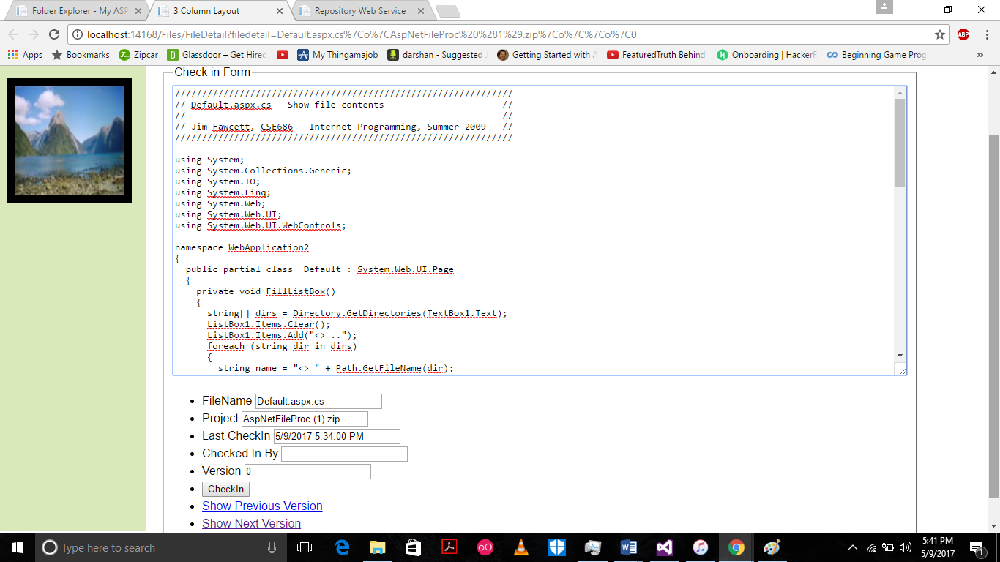 Folder Explorer - My ASP
3 Column Layout
Repository Web Service
localhost:14168/Files/FileDetail?filedetail=Default.aspx.cs%7Co%7CAspNetFileProc%20%281%29.zip%7Co%7C%7Co%7C0
ABP
Apps Bookmarks Zipcar Glassdoor – Get Hired My Thingamajob darshan - Suggested Getting Started with A FeaturedTruth Behind Onboarding | HackerR Beginning Game Prog »
Check in Form
///////////////////////////////////////////////////////////////
// Default.aspx.cs - Show file contents                      //
//                                                           //
// Jim Fawcett, CSE686 - Internet Programming, Summer 2009   //
///////////////////////////////////////////////////////////////
using System;
using System.Collections.Generic;
using System.IO;
using System.Linq;
using System.Web;
using System.Web.UI;
using System.Web.UI.WebControls;
namespace WebApplication2
{
  public partial class _Default : System.Web.UI.Page
  {
    private void FillListBox()
    {
      string[] dirs = Directory.GetDirectories(TextBox1.Text);
      ListBox1.Items.Clear();
      ListBox1.Items.Add("<> ..");
      foreach (string dir in dirs)
      {
        string name = "<> " + Path.GetFileName(dir);
FileName Default.aspx.cs
Project AspNetFileProc (1).zip
Last CheckIn 5/9/2017 5:34:00 PM
Checked In By
Version 0
CheckIn
Show Previous Version
Show Next Version
Type here to search
5:41 PM
5/9/2017
1